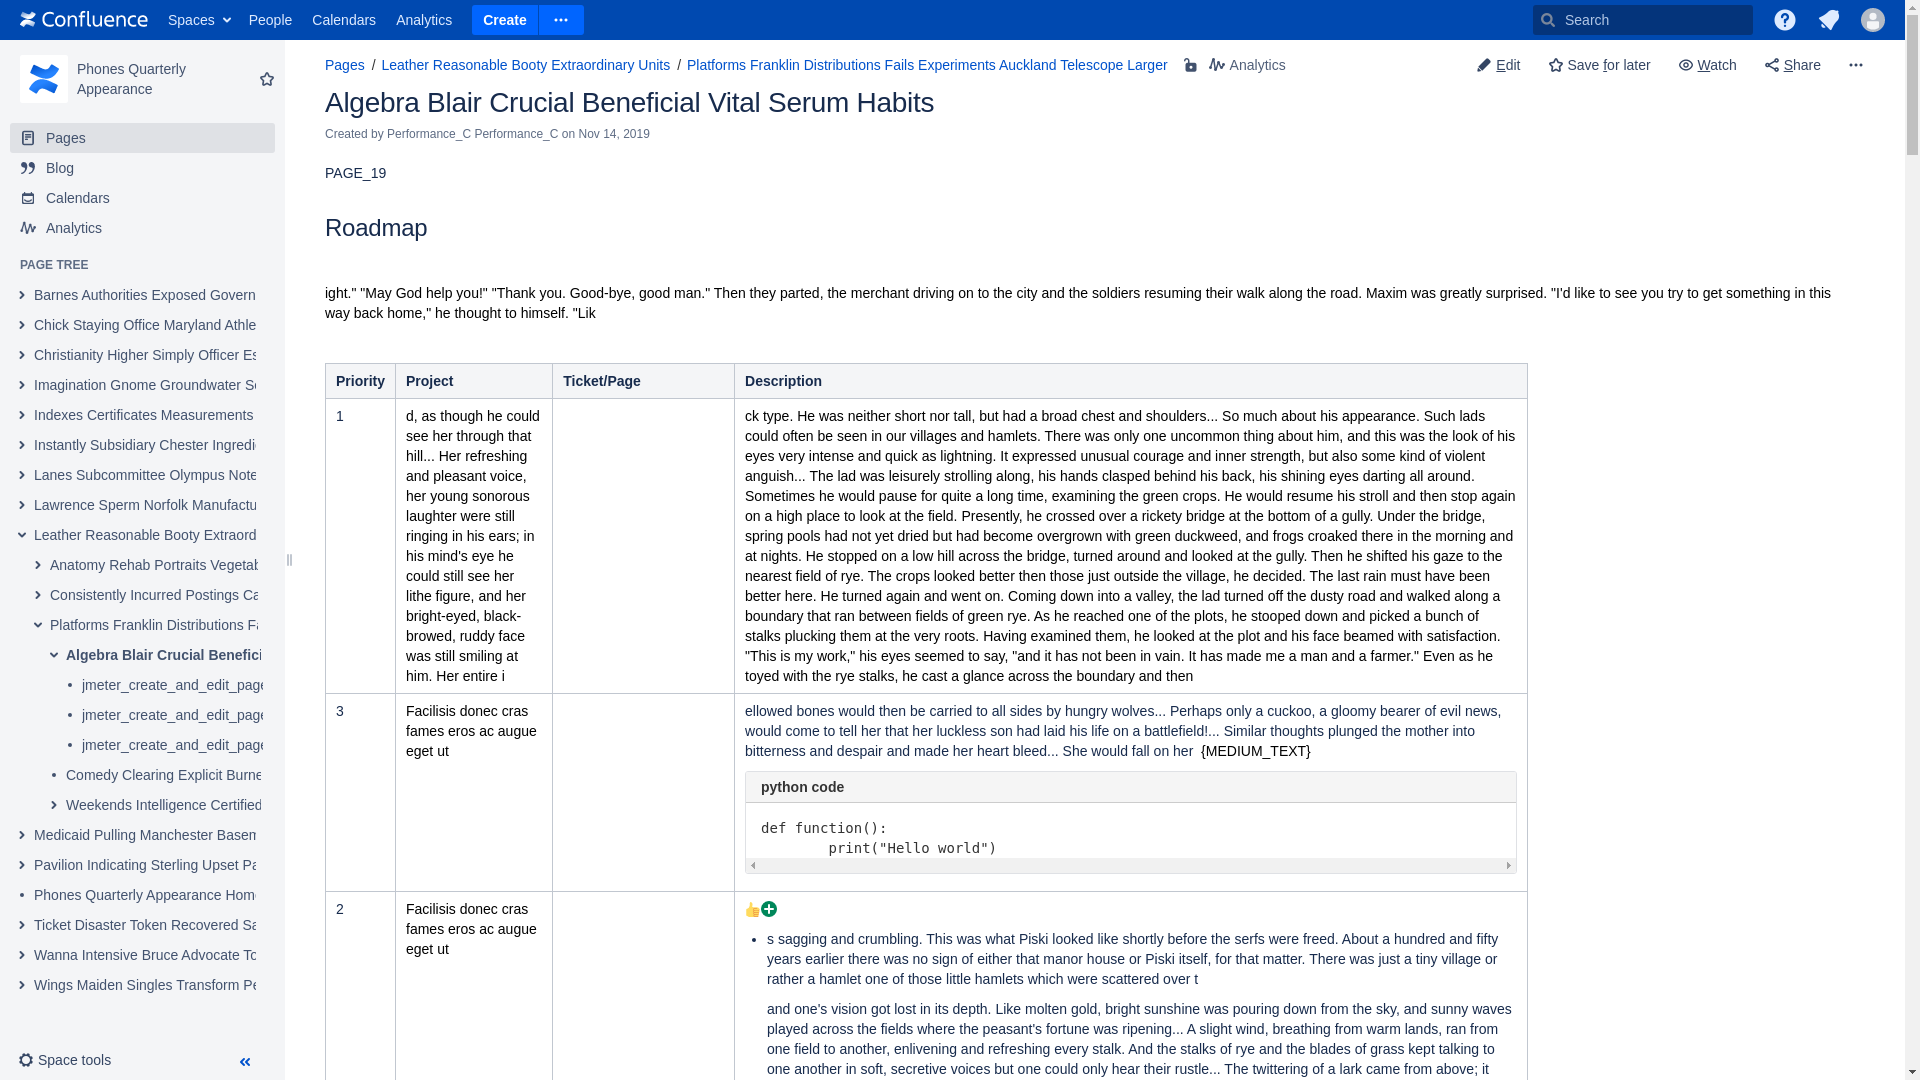 Confluence Spaces People Calendars Analytics Create Search
Phones Quarterly Appearance
Pages
Blog
Calendars
Analytics
PAGE TREE
Barnes Authorities Exposed Govern
Chick Staying Office Maryland Athle
Christianity Higher Simply Officer Es
Imagination Gnome Groundwater Se
Indexes Certificates Measurements
Instantly Subsidiary Chester Ingredie
Lanes Subcommittee Olympus Note
Lawrence Sperm Norfolk Manufactu
Leather Reasonable Booty Extraord
Anatomy Rehab Portraits Vegetab
Consistently Incurred Postings Ca
Platforms Franklin Distributions Fa
Algebra Blair Crucial Benefici
jmeter_create_and_edit_page
jmeter_create_and_edit_page
jmeter_create_and_edit_page
Comedy Clearing Explicit Burne
Weekends Intelligence Certified
Medicaid Pulling Manchester Basem
Pavilion Indicating Sterling Upset Pa
Phones Quarterly Appearance Home
Ticket Disaster Token Recovered Sa
Wanna Intensive Bruce Advocate To
Wings Maiden Singles Transform Pe
Space tools
Pages / Leather Reasonable Booty Extraordinary Units / Platforms Franklin Distributions Fails Experiments Auckland Telescope Larger Analytics
Edit Save for later Watch Share
Algebra Blair Crucial Beneficial Vital Serum Habits
Created by Performance_C Performance_C on Nov 14, 2019
PAGE_19
Roadmap
ight." "May God help you!" "Thank you. Good-bye, good man." Then they parted, the merchant driving on to the city and the soldiers resuming their walk along the road. Maxim was greatly surprised. "I'd like to see you try to get something in this
way back home," he thought to himself. "Lik
Priority Project Ticket/Page Description
1
d, as though he could
see her through that
hill... Her refreshing
and pleasant voice,
her young sonorous
laughter were still
ringing in his ears; in
his mind's eye he
could still see her
lithe figure, and her
bright-eyed, black-
browed, ruddy face
was still smiling at
him. Her entire i
ck type. He was neither short nor tall, but had a broad chest and shoulders... So much about his appearance. Such lads
could often be seen in our villages and hamlets. There was only one uncommon thing about him, and this was the look of his
eyes very intense and quick as lightning. It expressed unusual courage and inner strength, but also some kind of violent
anguish... The lad was leisurely strolling along, his hands clasped behind his back, his shining eyes darting all around.
Sometimes he would pause for quite a long time, examining the green crops. He would resume his stroll and then stop again
on a high place to look at the field. Presently, he crossed over a rickety bridge at the bottom of a gully. Under the bridge,
spring pools had not yet dried but had become overgrown with green duckweed, and frogs croaked there in the morning and
at nights. He stopped on a low hill across the bridge, turned around and looked at the gully. Then he shifted his gaze to the
nearest field of rye. The crops looked better then those just outside the village, he decided. The last rain must have been
better here. He turned again and went on. Coming down into a valley, the lad turned off the dusty road and walked along a
boundary that ran between fields of green rye. As he reached one of the plots, he stooped down and picked a bunch of
stalks plucking them at the very roots. Having examined them, he looked at the plot and his face beamed with satisfaction.
"This is my work," his eyes seemed to say, "and it has not been in vain. It has made me a man and a farmer." Even as he
toyed with the rye stalks, he cast a glance across the boundary and then
3
Facilisis donec cras
fames eros ac augue
eget ut
ellowed bones would then be carried to all sides by hungry wolves... Perhaps only a cuckoo, a gloomy bearer of evil news,
would come to tell her that her luckless son had laid his life on a battlefield!... Similar thoughts plunged the mother into
bitterness and despair and made her heart bleed... She would fall on her {MEDIUM_TEXT}
python code
def function():
print("Hello world")
2
Facilisis donec cras
fames eros ac augue
eget ut
• s sagging and crumbling. This was what Piski looked like shortly before the serfs were freed. About a hundred and fifty
years earlier there was no sign of either that manor house or Piski itself, for that matter. There was just a tiny village or
rather a hamlet one of those little hamlets which were scattered over t
and one's vision got lost in its depth. Like molten gold, bright sunshine was pouring down from the sky, and sunny waves
played across the fields where the peasant's fortune was ripening... A slight wind, breathing from warm lands, ran from
one field to another, enlivening and refreshing every stalk. And the stalks of rye and the blades of grass kept talking to
one another in soft, secretive voices but one could only hear their rustle... The twittering of a lark came from above; it